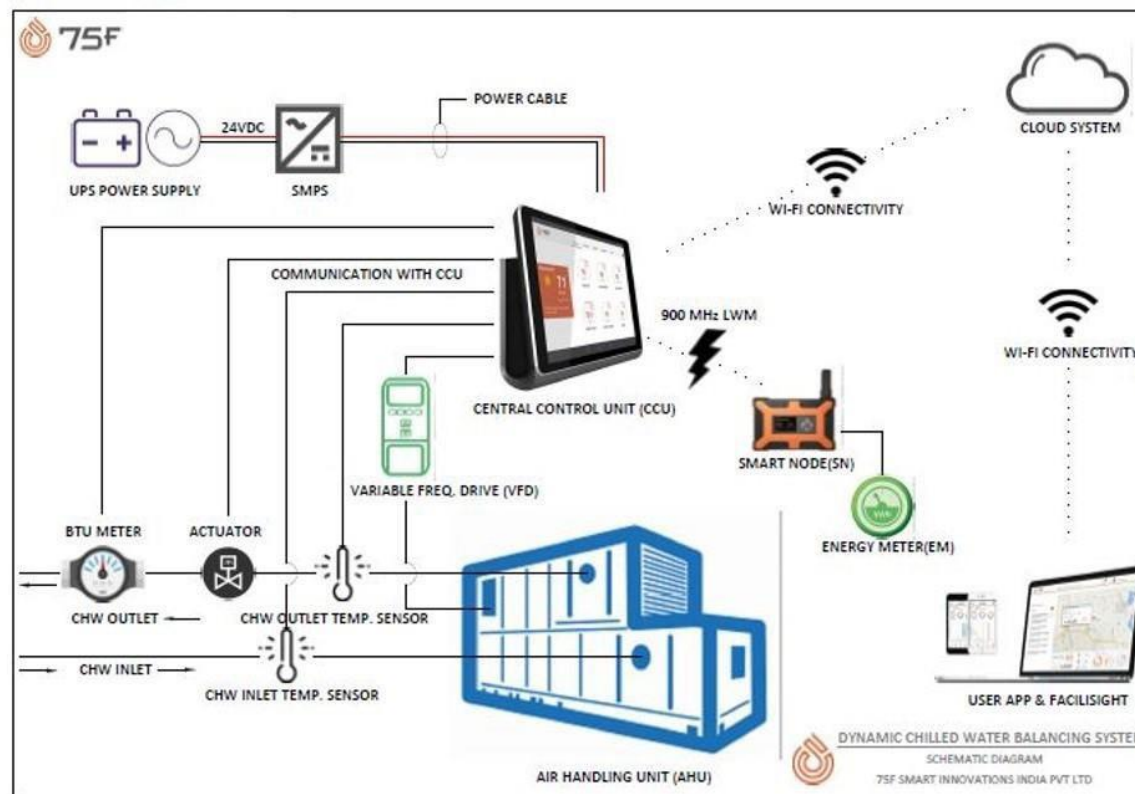 75F
POWER CABLE
24VDC
CLOUD SYSTEM
UPS POWER SUPPLY
SMPS
WI-FI CONNECTIVITY
COMMUNICATION WITH CCU
900 MHz LWM
WI-FI CONNECTIVITY
CENTRAL CONTROL UNIT (CCU)
SMART NODE(SN)
VARIABLE FREQ. DRIVE (VFD)
BTU METER
ACTUATOR
ENERGY METER(EM)
CHW OUTLET
CHW OUTLET TEMP. SENSOR
CHW INLET
CHW INLET TEMP. SENSOR
USER APP & FACILISIGHT
DYNAMIC CHILLED WATER BALANCING SYSTEM
SCHEMATIC DIAGRAM
75F SMART INNOVATIONS INDIA PVT LTD
AIR HANDLING UNIT (AHU)